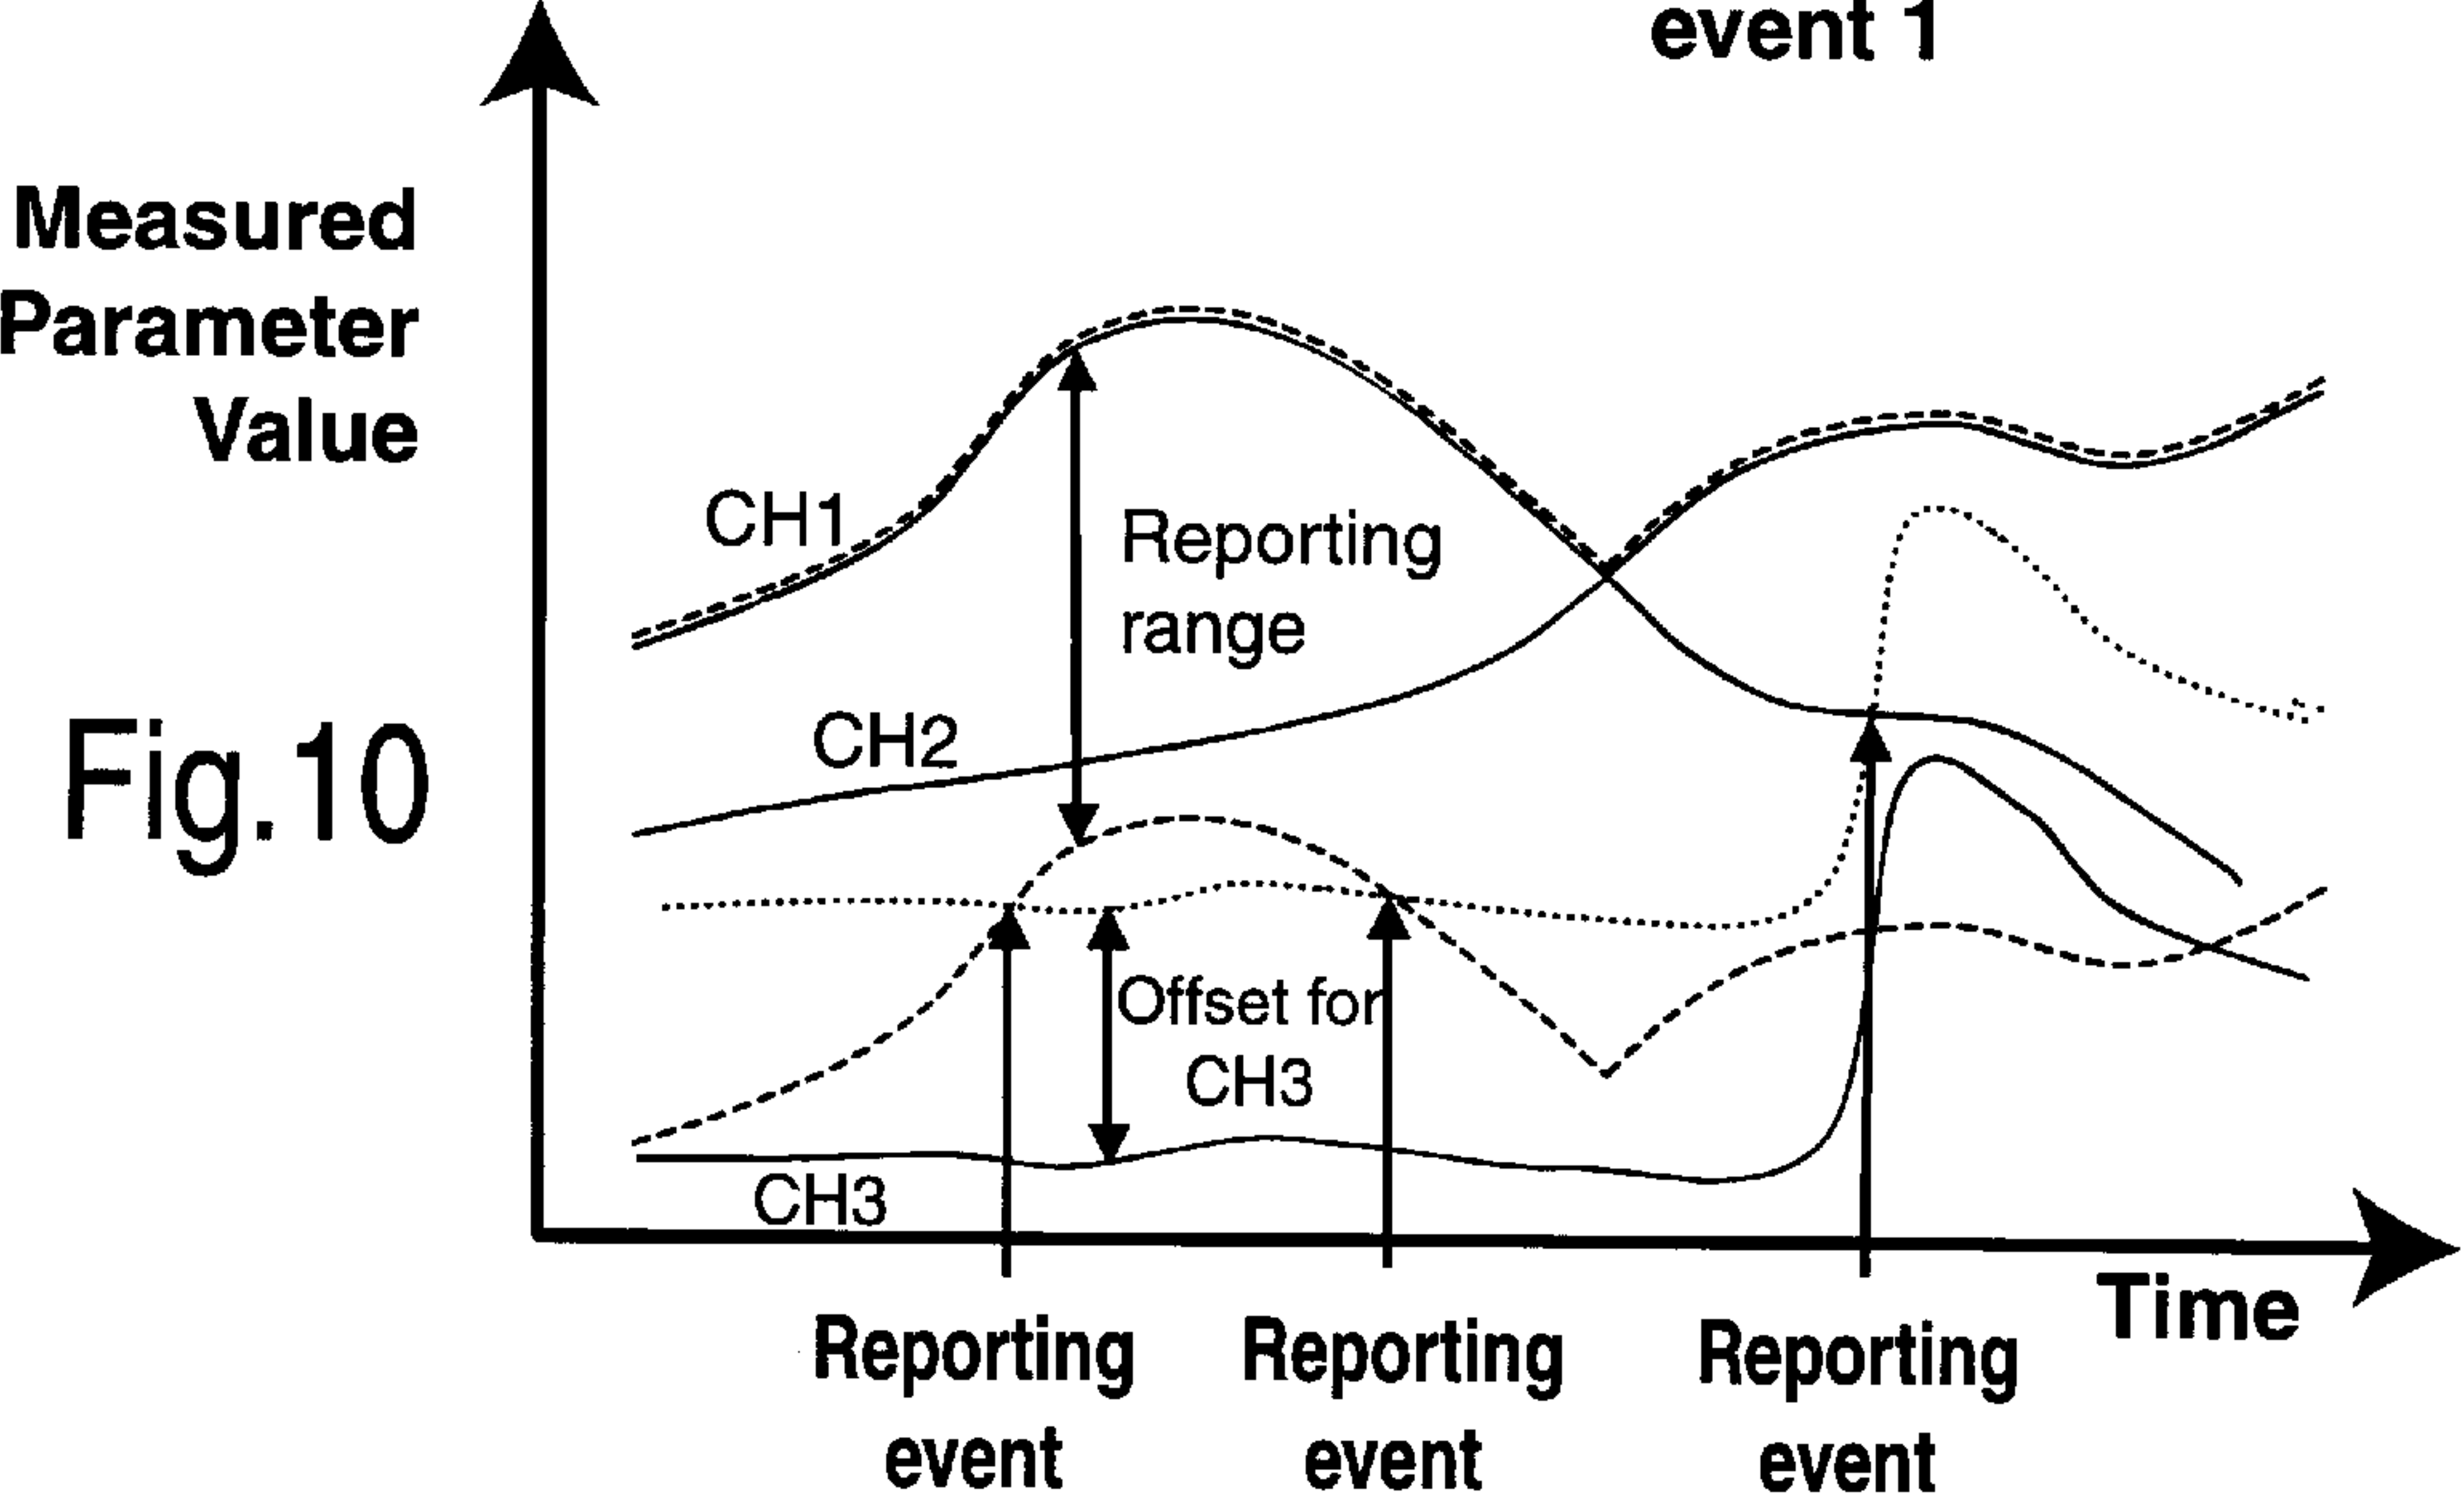 event 1
Measured
Parameter
Value
CH1
Reporting
range
CH2
Fig.10
Offset for
CH3
CH3
Time
Reporting
event
Reporting
event
Reporting
event